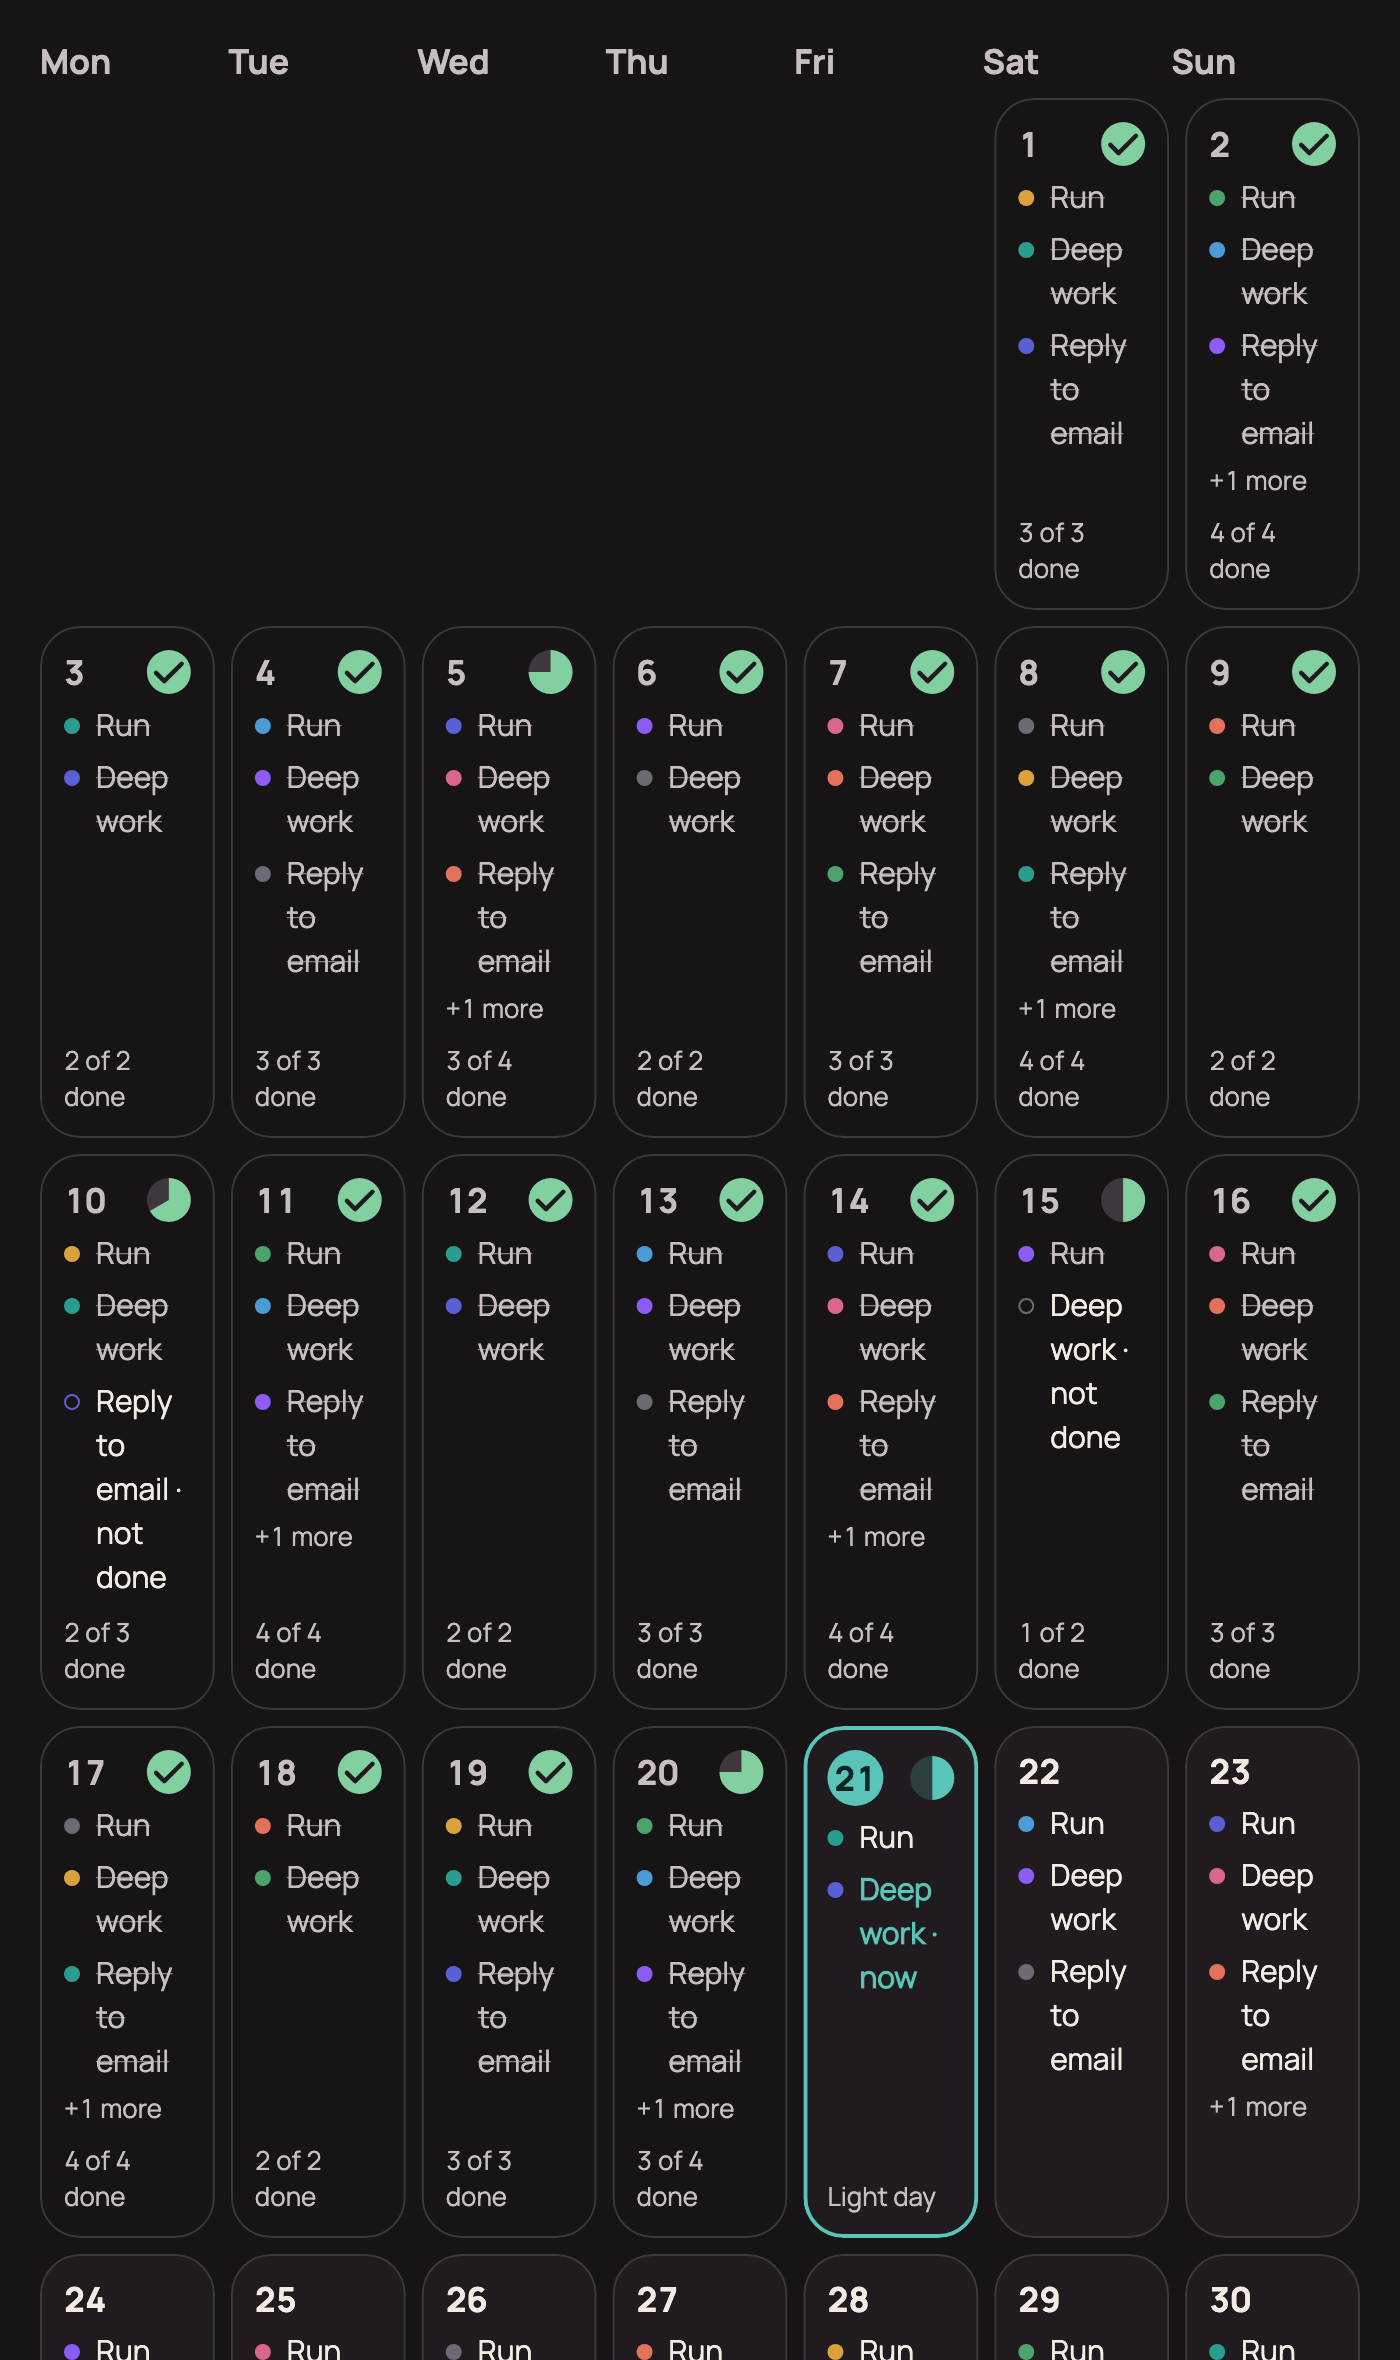 Mon Tue Wed Thu Fri Sat Sun
1
Run
Deep
work
Reply
to
email
3 of 3
done
2
Run
Deep
work
Reply
to
email
+1 more
4 of 4
done
3
Run
Deep
work
2 of 2
done
4
Run
Deep
work
Reply
to
email
3 of 3
done
5
Run
Deep
work
Reply
to
email
+1 more
3 of 4
done
6
Run
Deep
work
2 of 2
done
7
Run
Deep
work
Reply
to
email
3 of 3
done
8
Run
Deep
work
Reply
to
email
+1 more
4 of 4
done
9
Run
Deep
work
2 of 2
done
10
Run
Deep
work
Reply
to
email ·
not
done
2 of 3
done
11
Run
Deep
work
Reply
to
email
+1 more
4 of 4
done
12
Run
Deep
work
2 of 2
done
13
Run
Deep
work
Reply
to
email
3 of 3
done
14
Run
Deep
work
Reply
to
email
+1 more
4 of 4
done
15
Run
Deep
work ·
not
done
1 of 2
done
16
Run
Deep
work
Reply
to
email
3 of 3
done
17
Run
Deep
work
Reply
to
email
+1 more
4 of 4
done
18
Run
Deep
work
2 of 2
done
19
Run
Deep
work
Reply
to
email
3 of 3
done
20
Run
Deep
work
Reply
to
email
+1 more
3 of 4
done
21
Run
Deep
work ·
now
Light day
22
Run
Deep
work
Reply
to
email
23
Run
Deep
work
Reply
to
email
+1 more
24
Run
25
Run
26
Run
27
Run
28
Run
29
Run
30
Run